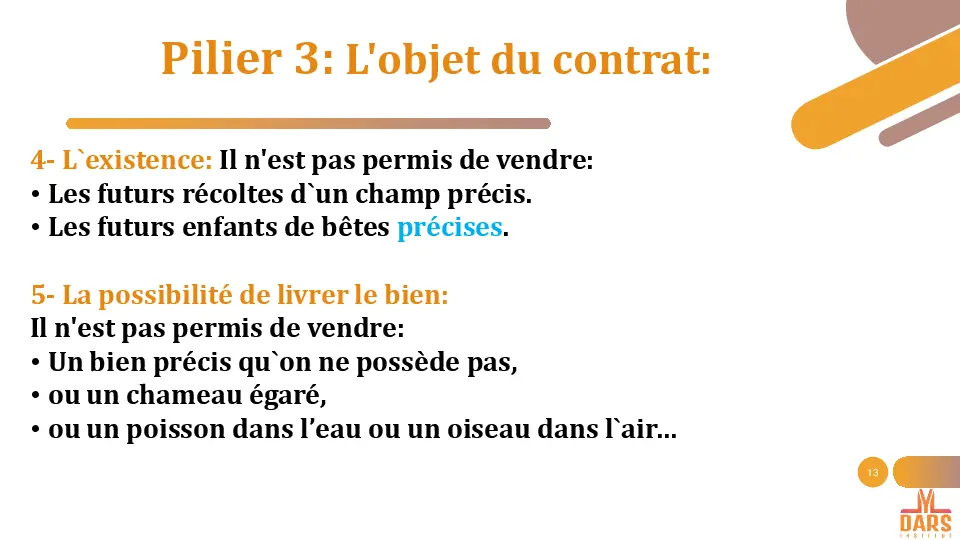 Pilier 3: L'objet du contrat:
4- L`existence: Il n'est pas permis de vendre:
• Les futurs récoltes d`un champ précis.
• Les futurs enfants de bêtes précises.
5- La possibilité de livrer le bien:
Il n'est pas permis de vendre:
• Un bien précis qu`on ne possède pas,
• ou un chameau égaré,
• ou un poisson dans l’eau ou un oiseau dans l`air...
13
DARS
INSTITUT